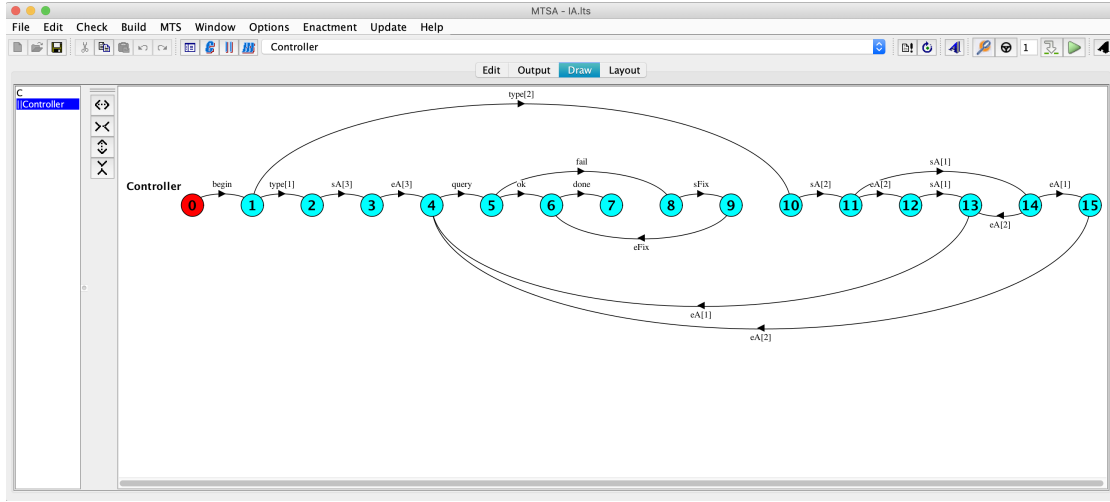 MTSA - IA.lts
File Edit Check Build MTS Window Options Enactment Update Help
Controller 1
Edit Output Draw Layout
C
||Controller
type[2]
fail sA[1]
Controller begin type[1] sA[3] eA[3] query ok done sFix sA[2] eA[2] sA[1] eA[1]
0 1 2 3 4 5 6 7 8 9 10 11 12 13 14 15
eA[2]
eFix
eA[1]
eA[2]